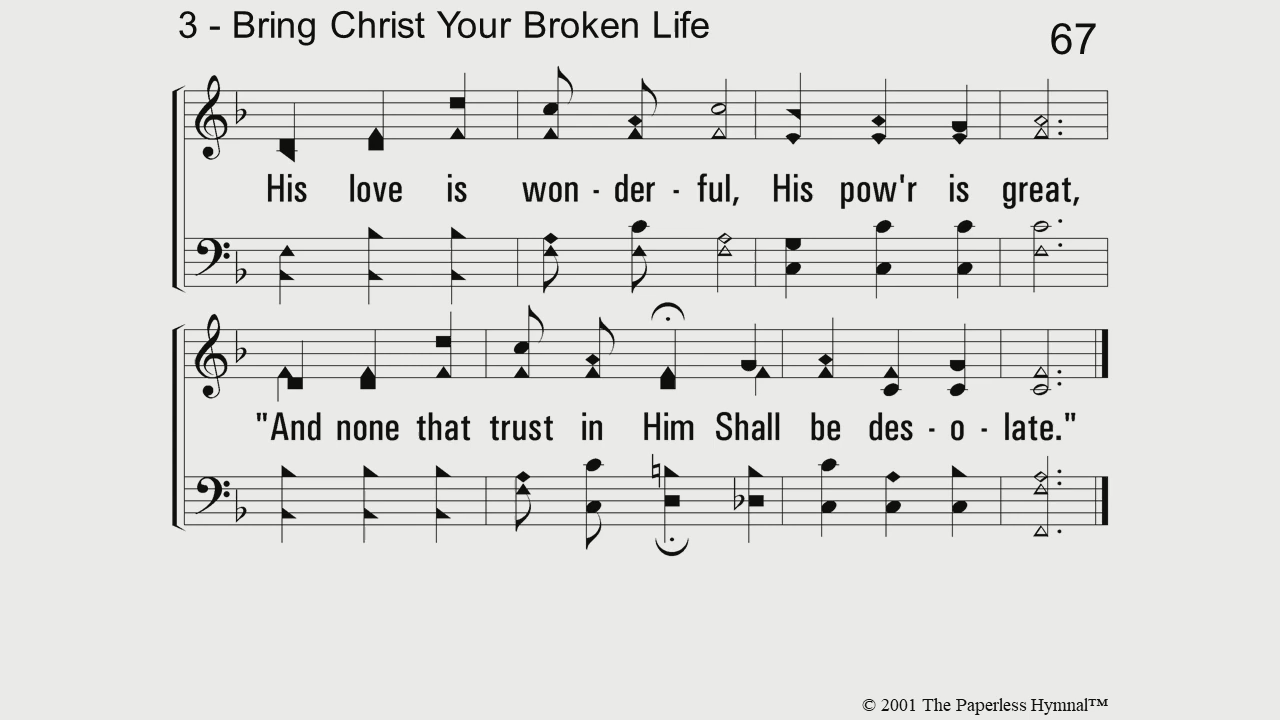 3 - Bring Christ Your Broken Life
67
His love is won - der - ful, His pow'r is great,
"And none that trust in Him Shall be des - o - late."
© 2001 The Paperless Hymnal™